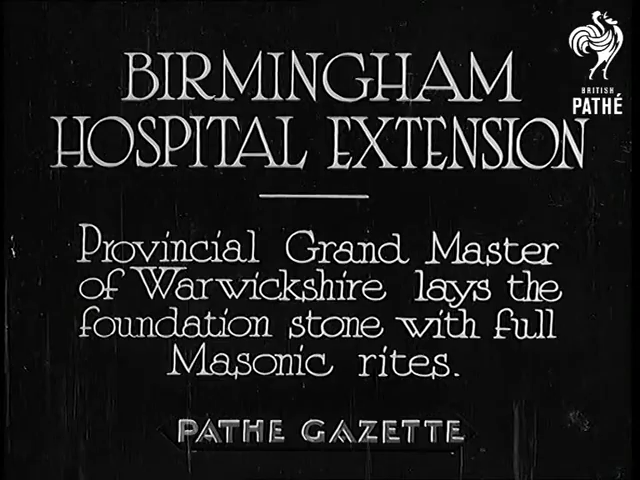 BIRMINGHAM
HOSPITAL EXTENSION
Provincial Grand Master
of Warwickshire lays the
foundation stone with full
Masonic rites.
PATHE GAZETTE
BRITISH
PATHÉ